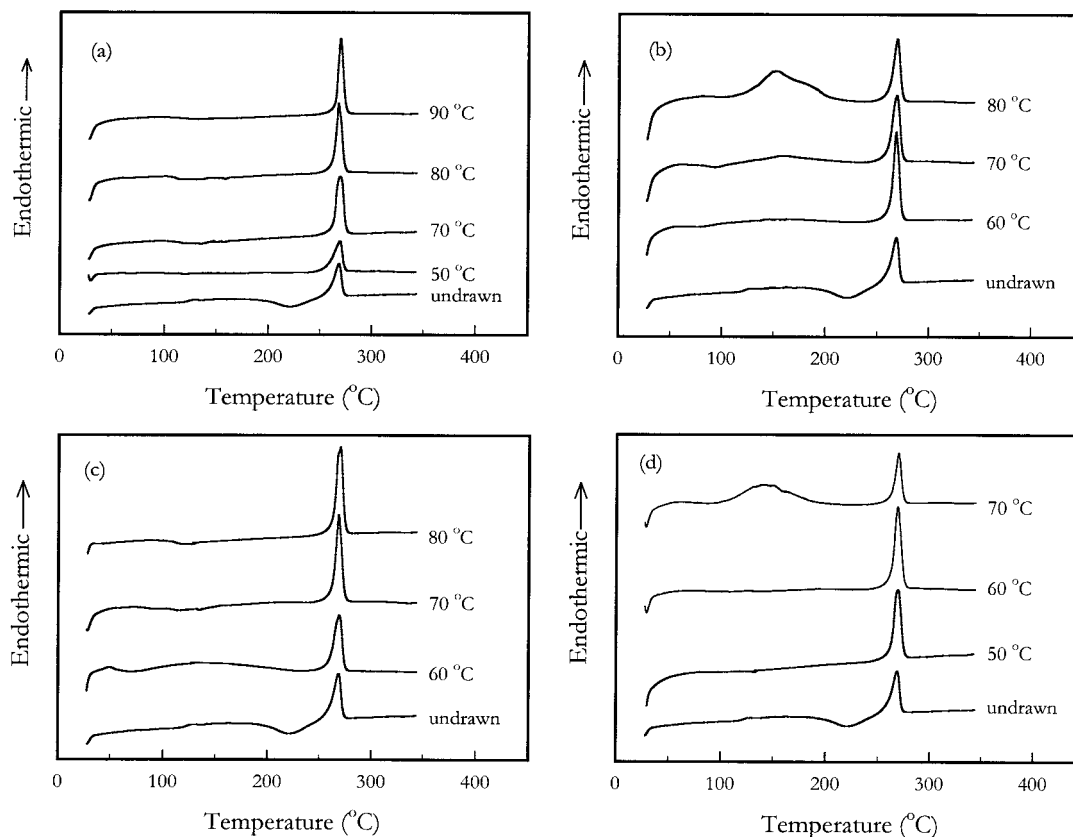 (a)
Endothermic
90 °C
80 °C
70 °C
50 °C
undrawn
0 100 200 300 400
Temperature (°C)
(b)
Endothermic
80 °C
70 °C
60 °C
undrawn
0 100 200 300 400
Temperature (°C)
(c)
Endothermic
80 °C
70 °C
60 °C
undrawn
0 100 200 300 400
Temperature (°C)
(d)
Endothermic
70 °C
60 °C
50 °C
undrawn
0 100 200 300 400
Temperature (°C)